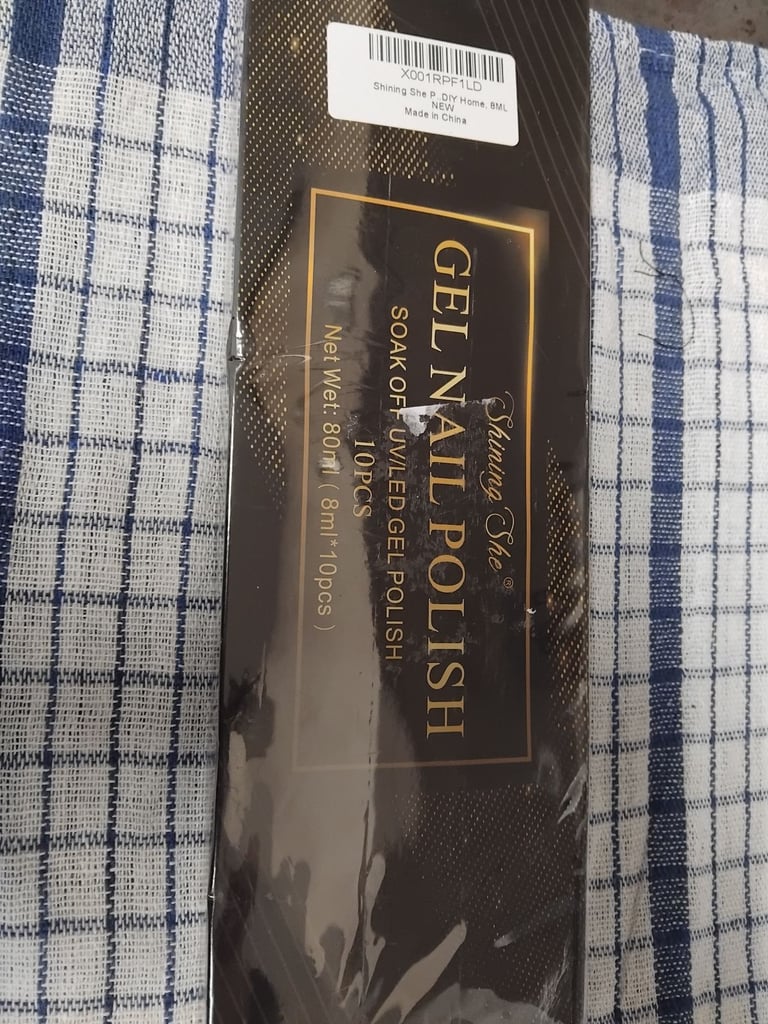 X001RPF1LD
Shining She P...DIY Home, 8ML
NEW
Made in China
Shining She ®
GEL NAIL POLISH
SOAK OFF UV/LED GEL POLISH
10PCS
Net Wet: 80ml ( 8ml*10pcs )